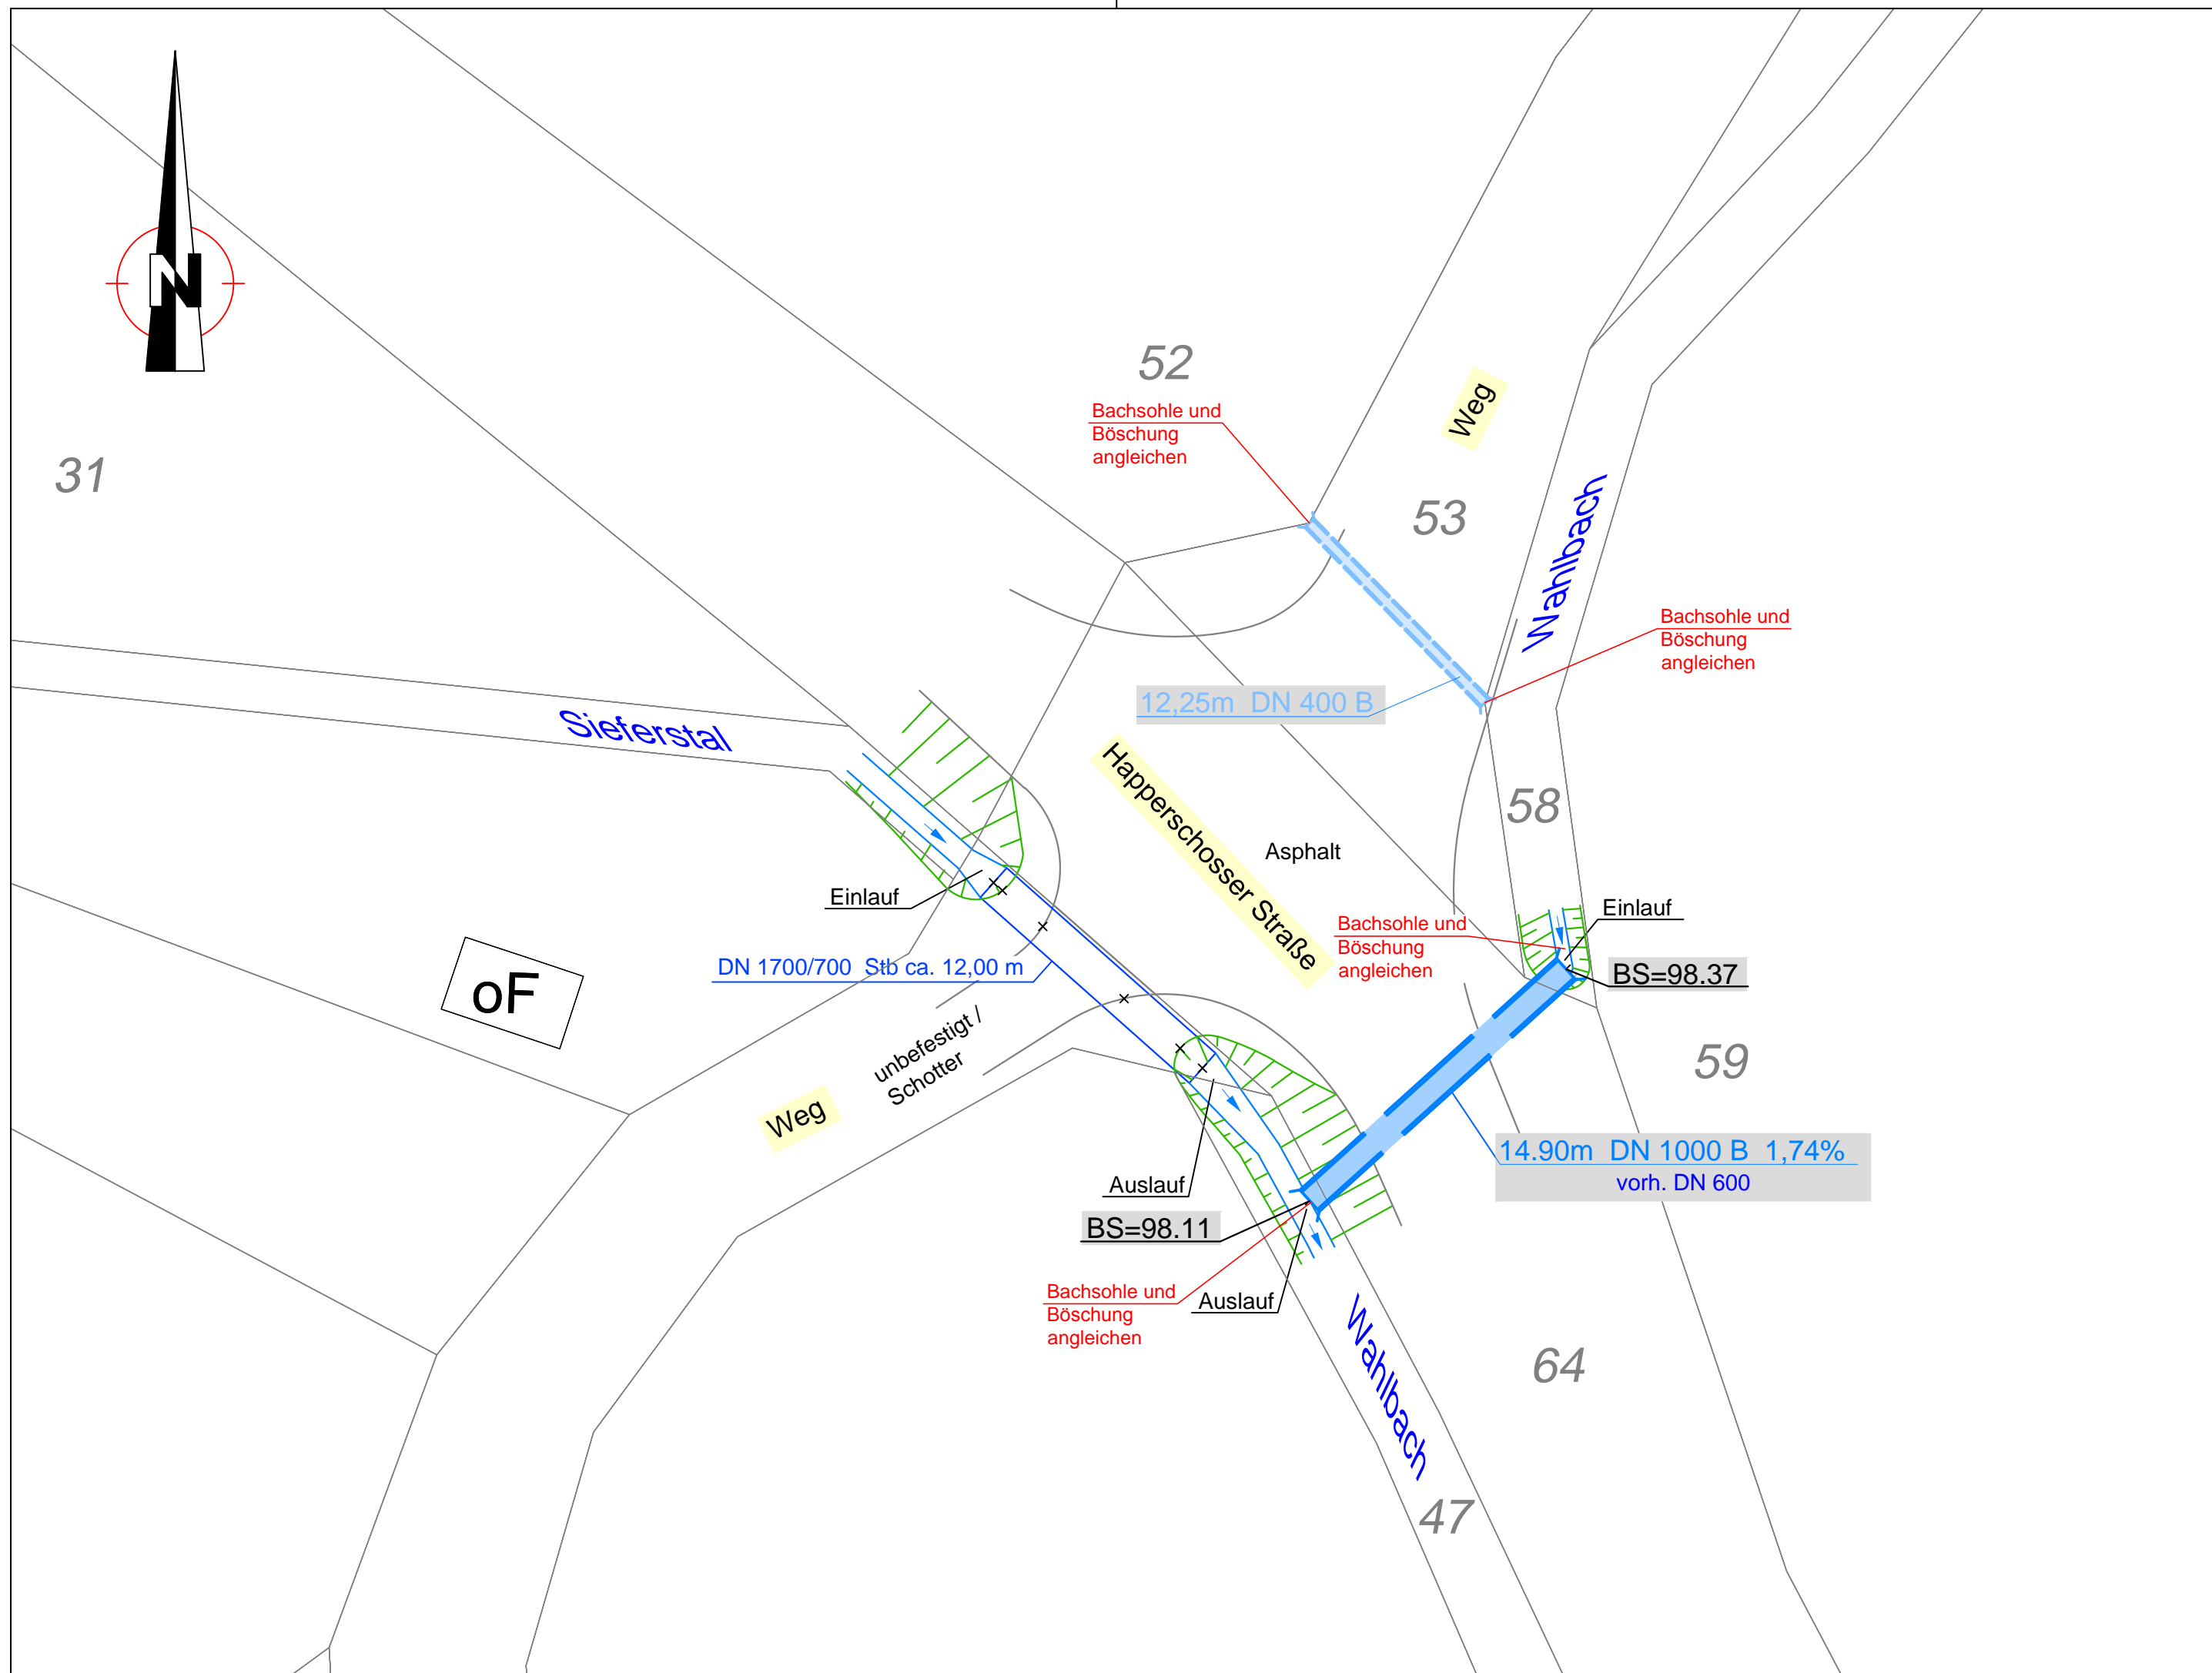 N
52
Bachsohle und
Böschung
angleichen
Weg
31
53
Wahlbach
Bachsohle und
Böschung
angleichen
12,25m  DN 400 B
Sieferstal
Happerschosser Straße
58
Asphalt
Einlauf
Einlauf
Bachsohle und
Böschung
angleichen
DN 1700/700  Stb ca. 12,00 m
BS=98.37
oF
unbefestigt /
Schotter
59
Weg
14.90m  DN 1000 B  1,74%
vorh. DN 600
Auslauf
BS=98.11
Bachsohle und
Böschung
angleichen
Auslauf
Wahlbach
64
47